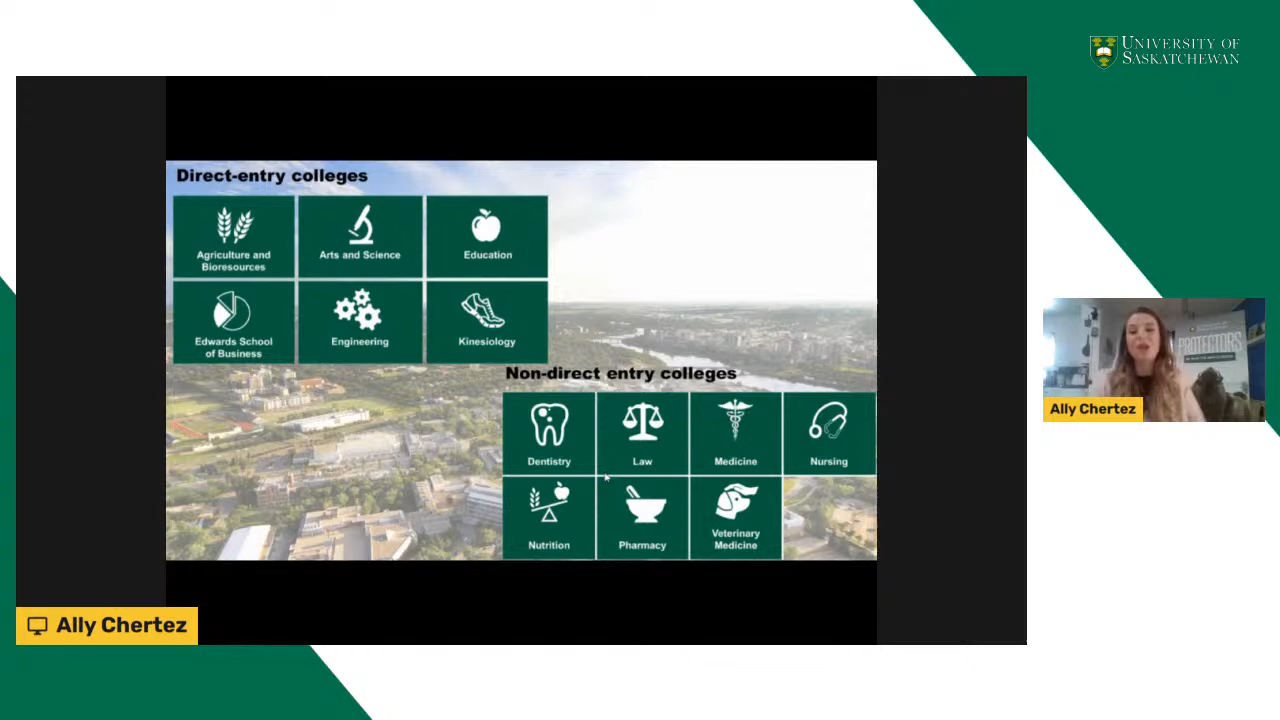 UNIVERSITY OF
SASKATCHEWAN
Direct-entry colleges
Agriculture and
Bioresources
Arts and Science
Education
Edwards School
of Business
Engineering
Kinesiology
Non-direct entry colleges
Dentistry
Law
Medicine
Nursing
Nutrition
Pharmacy
Veterinary
Medicine
PROTECTORS
Ally Chertez
Ally Chertez